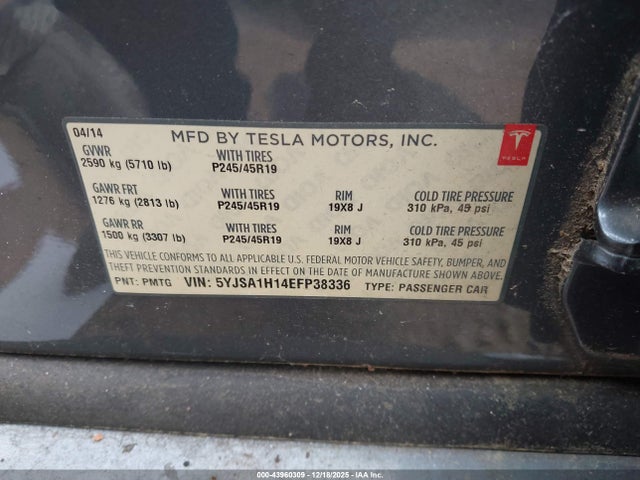 04/14
MFD BY TESLA MOTORS, INC.
TESLA
GVWR WITH TIRES
2590 kg (5710 lb) P245/45R19
GAWR FRT WITH TIRES RIM COLD TIRE PRESSURE
1276 kg (2813 lb) P245/45R19 19X8 J 310 kPa, 45 psi
GAWR RR WITH TIRES RIM COLD TIRE PRESSURE
1500 kg (3307 lb) P245/45R19 19X8 J 310 kPa, 45 psi
THIS VEHICLE CONFORMS TO ALL APPLICABLE U.S. FEDERAL MOTOR VEHICLE SAFETY, BUMPER, AND
THEFT PREVENTION STANDARDS IN EFFECT ON THE DATE OF MANUFACTURE SHOWN ABOVE.
PNT: PMTG VIN: 5YJSA1H14EFP38336 TYPE: PASSENGER CAR
000-43960309 - 12/18/2025 - IAA Inc.